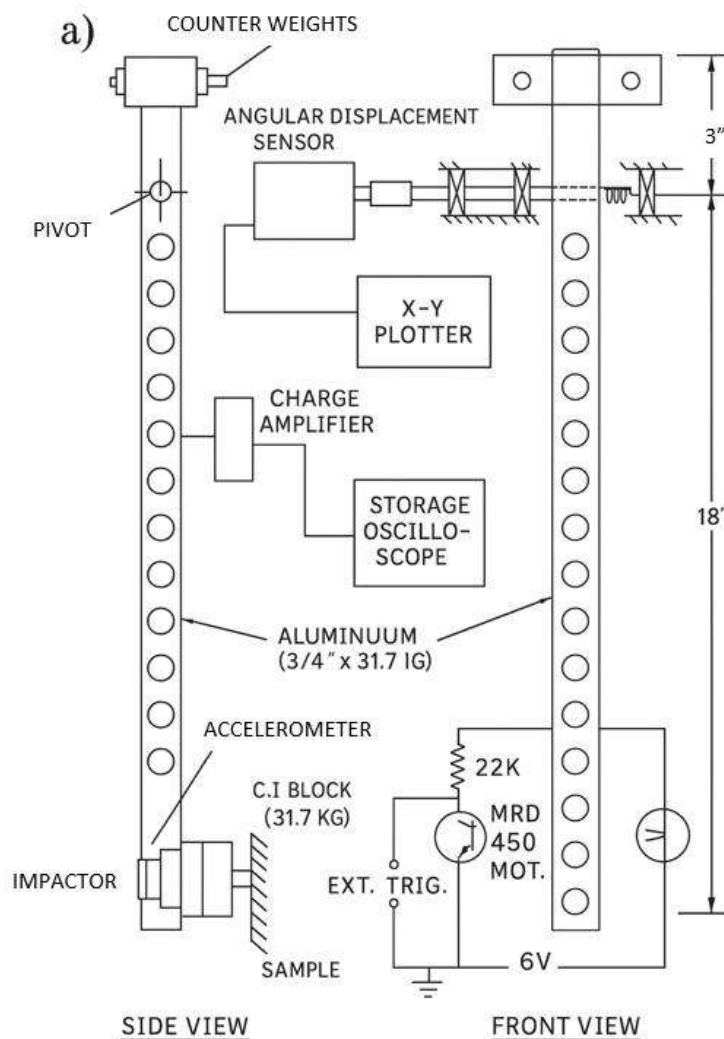 a)
COUNTER WEIGHTS
ANGULAR DISPLACEMENT
SENSOR
3"
PIVOT
X-Y
PLOTTER
CHARGE
AMPLIFIER
STORAGE
OSCILLO-
SCOPE
18'
ALUMINUUM
(3/4" x 31.7 IG)
ACCELEROMETER
C.I BLOCK
(31.7 KG)
22K
MRD
450
MOT.
IMPACTOR
EXT. TRIG.
SAMPLE
6V
SIDE VIEW
FRONT VIEW